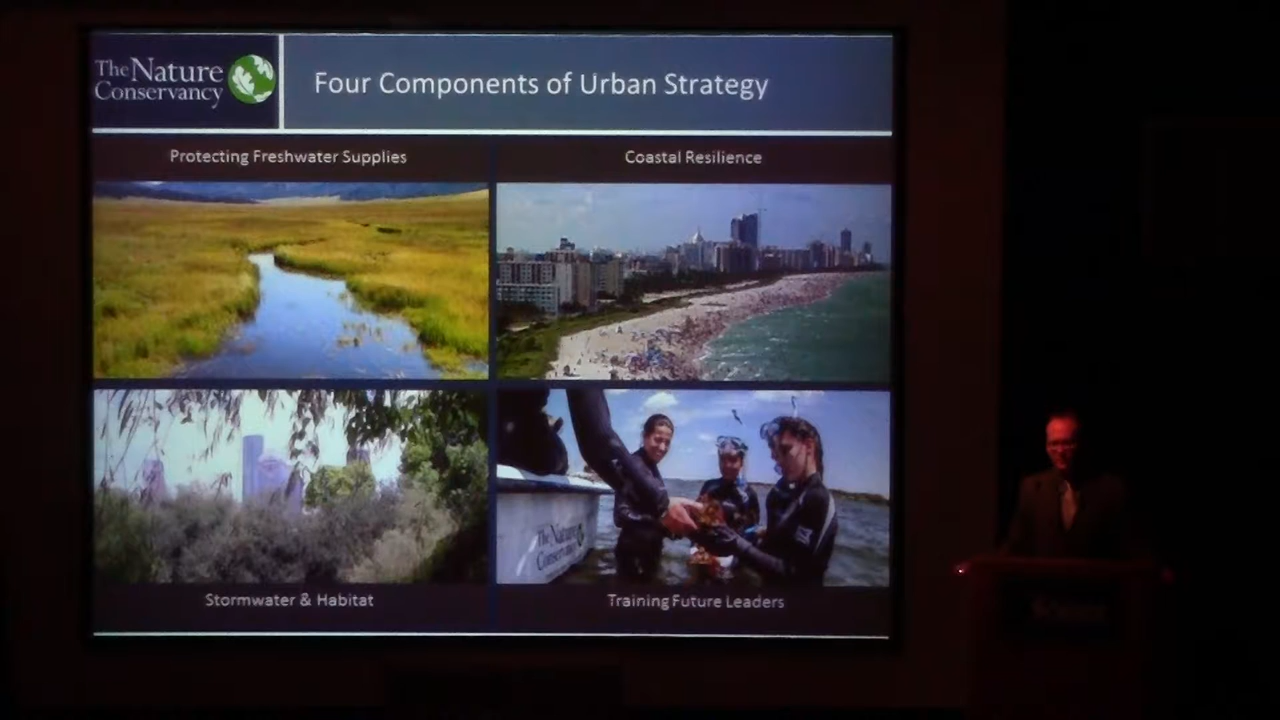 The Nature
Conservancy
Four Components of Urban Strategy
Protecting Freshwater Supplies
Coastal Resilience
The Nature
Conservancy
Stormwater & Habitat
Training Future Leaders